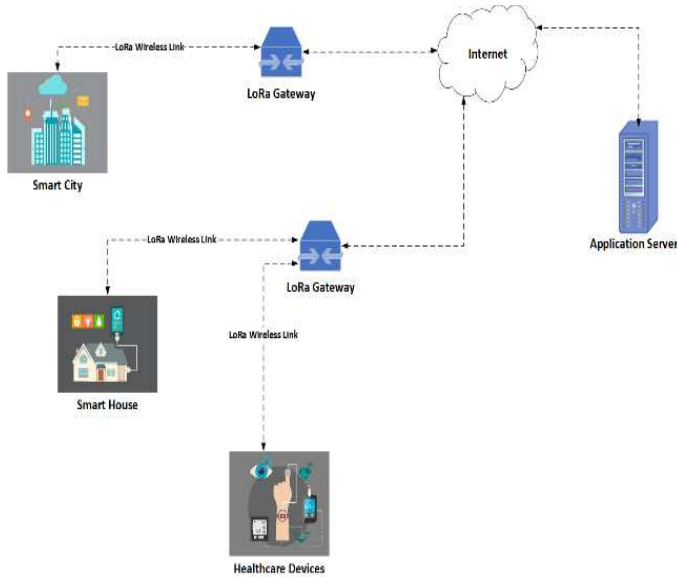 LoRa Wireless Link
Internet
LoRa Gateway
Smart City
Application Server
LoRa Wireless Link
LoRa Gateway
LoRa Wireless Link
Smart House
Healthcare Devices